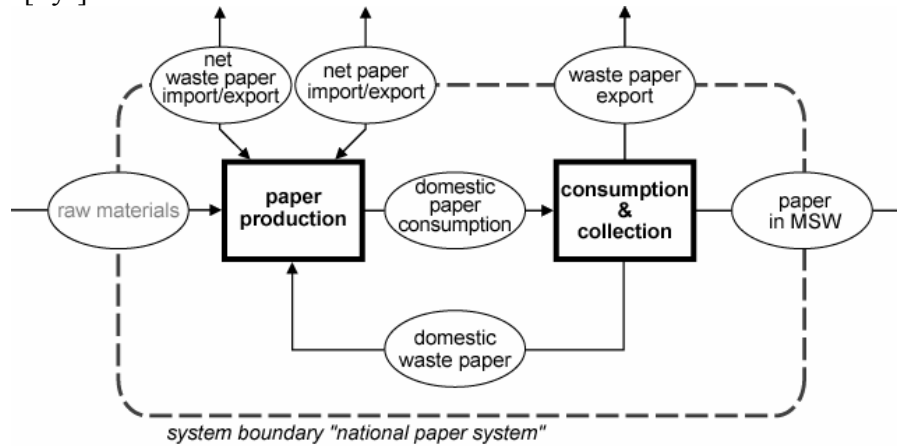 net
waste paper
import/export
net paper
import/export
waste paper
export
raw materials
paper
production
domestic
paper
consumption
consumption
&
collection
paper
in MSW
domestic
waste paper
system boundary "national paper system"